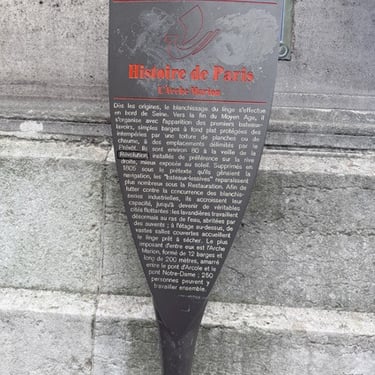 Histoire de Paris
L'Arche Marion
Dès les origines, le blanchissage du linge s'effectue
en bord de Seine. Vers la fin du Moyen Age, il
s'organise avec l'apparition des premiers bateaux-
lavoirs, simples barges à fond plat protégées des
intempéries par une toiture de planches ou de
chaume, à des emplacements délimités par le
Prévôt. Ils sont environ 80 à la veille de la
Révolution, installés de préférence sur la rive
droite, mieux exposée au soleil. Supprimés en
1805 sous le prétexte qu'ils gênaient la
navigation, les "bateaux-lessives" reparaissent
plus nombreux sous la Restauration. Afin de
lutter contre la concurrence des blanchis-
series industrielles, ils accroissent leur
capacité, jusqu'à devenir de véritables
cités flottantes : les lavandières travaillent
désormais au ras de l'eau, abritées par
des auvents ; à l'étage au-dessus, de
vastes salles couvertes accueillent
le linge prêt à sécher. Le plus
imposant d'entre eux est l'Arche
Marion, formé de 12 barges et
long de 200 mètres, amarré
entre le pont d'Arcole et le
pont Notre-Dame ; 250
personnes peuvent y
travailler ensemble.